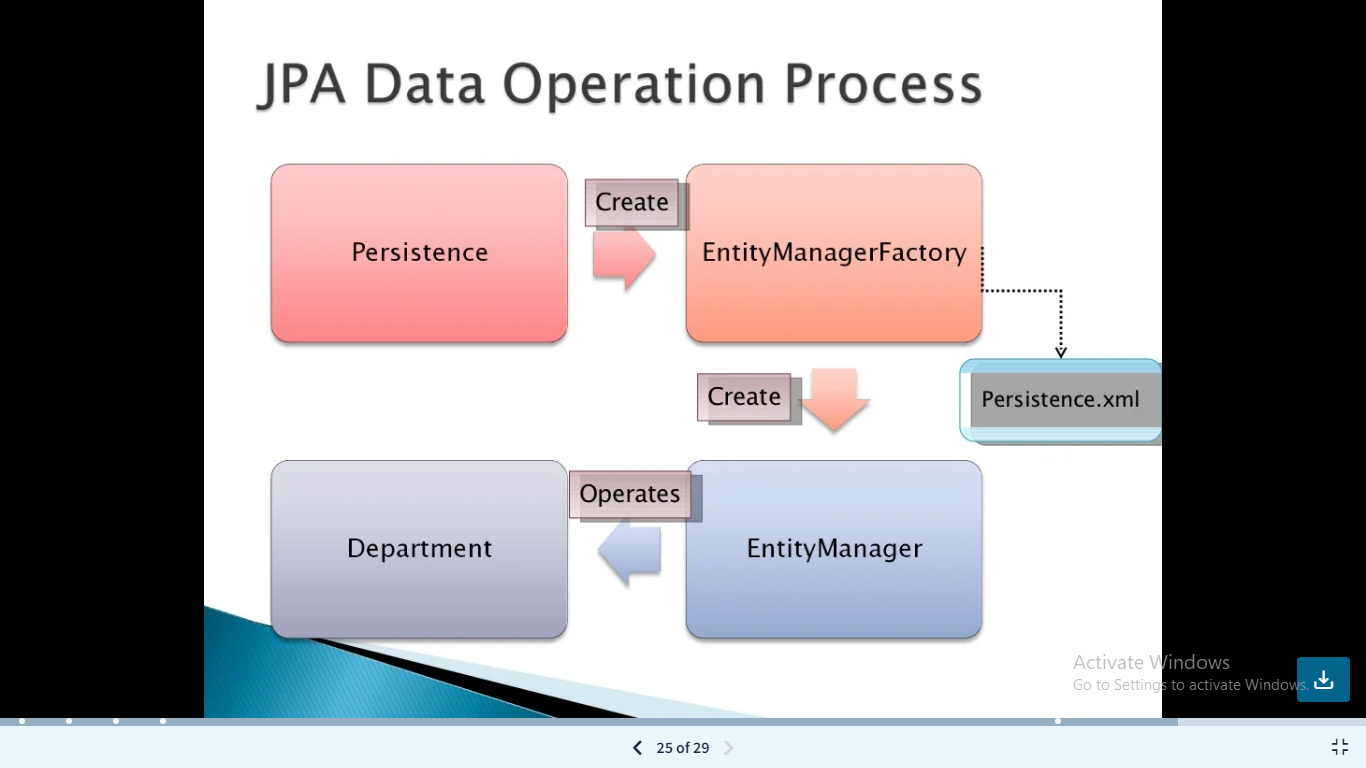 JPA Data Operation Process
Persistence
Create
EntityManagerFactory
Create
Persistence.xml
Department
Operates
EntityManager
Activate Windows
Go to Settings to activate Windows.
25 of 29